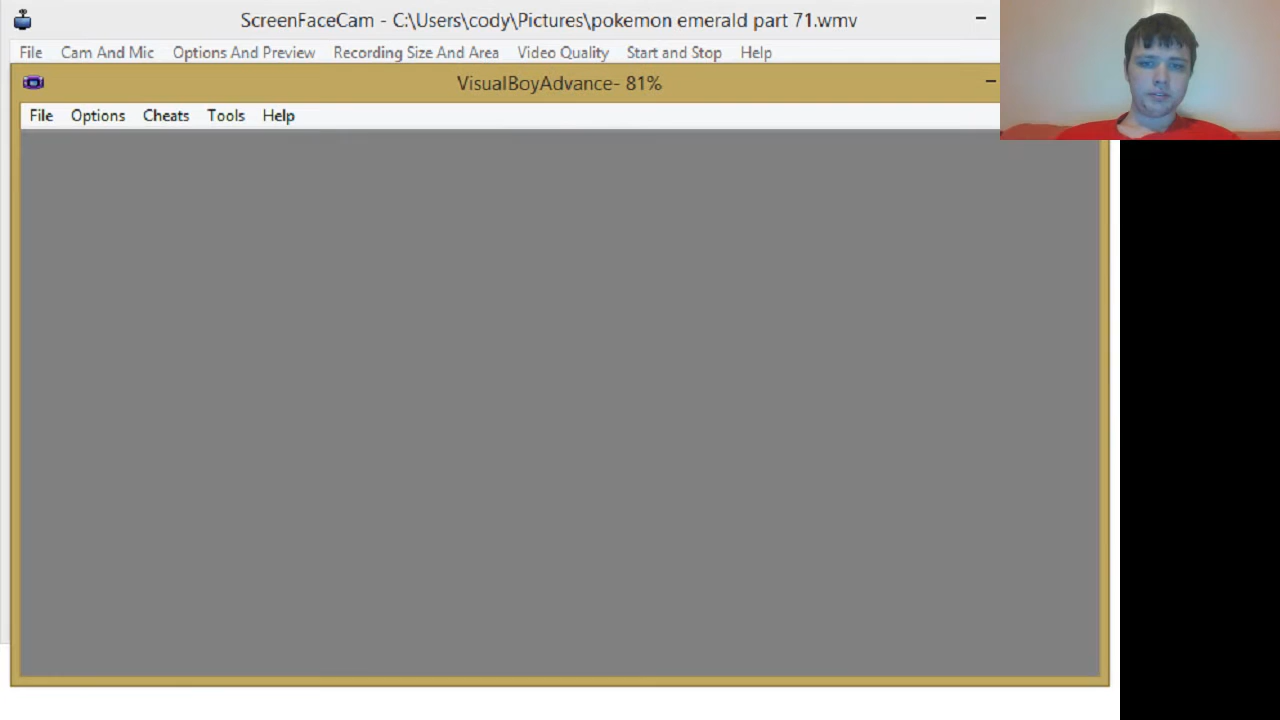 ScreenFaceCam - C:\Users\cody\Pictures\pokemon emerald part 71.wmv
File Cam And Mic Options And Preview Recording Size And Area Video Quality Start and Stop Help
VisualBoyAdvance- 81%
File Options Cheats Tools Help